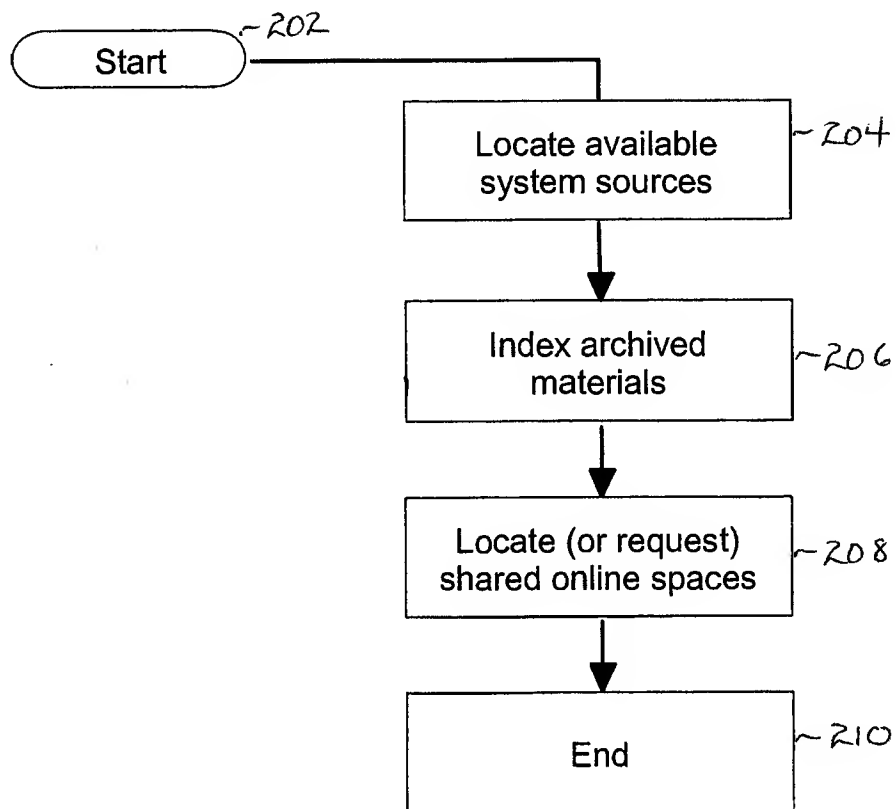 Start
~202
Locate available
system sources
~204
Index archived
materials
~206
Locate (or request)
shared online spaces
~208
End
~210